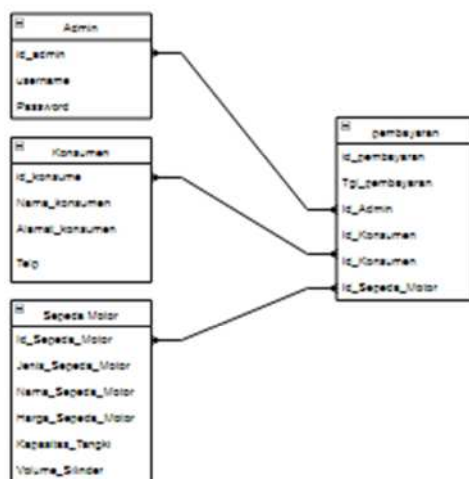 Admin
id_admin
username
Password
Konsumen
id_konsume
Nama_konsumen
Alamat_konsumen
Telp
Sepeda Motor
Id_Sepeda_Motor
Jenis_Sepeda_Motor
Nama_Sepeda_Motor
Harga_Sepeda_Motor
Kapasitas_Tangki
Volume_Silinder
pembayaran
Id_pembayaran
Tgl_pembayaran
Id_Admin
Id_Konsumen
Id_Konsumen
Id_Sepeda_Motor